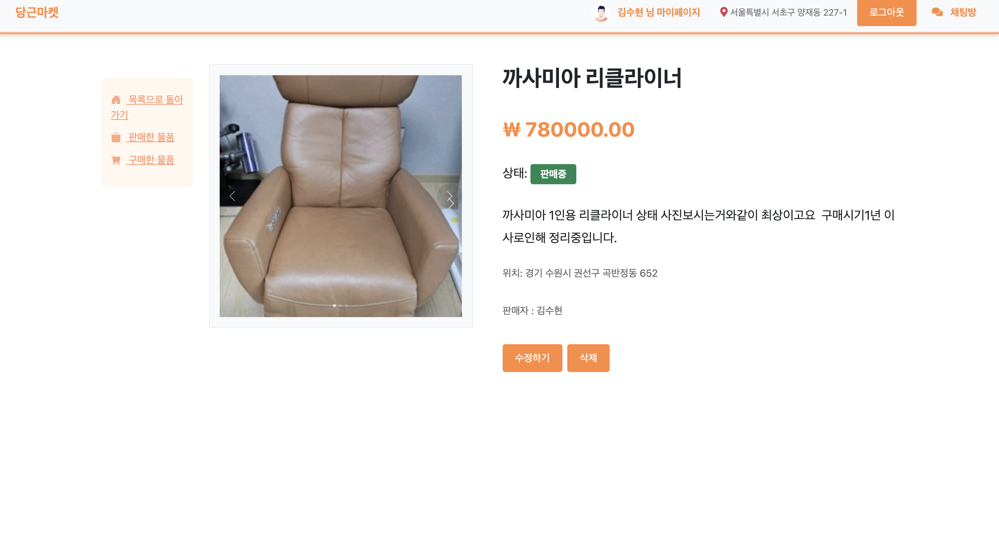 당근마켓
김수현 님 마이페이지
서울특별시 서초구 양재동 227-1
로그아웃
채팅방
목록으로 돌아
가기
판매한 물품
구매한 물품
까사미아 리클라이너
₩ 780000.00
상태: 판매중
까사미아 1인용 리클라이너 상태 사진보시는거와같이 최상이고요  구매시기1년 이
사로인해 정리중입니다.
위치: 경기 수원시 권선구 곡반정동 652
판매자 : 김수현
수정하기
삭제